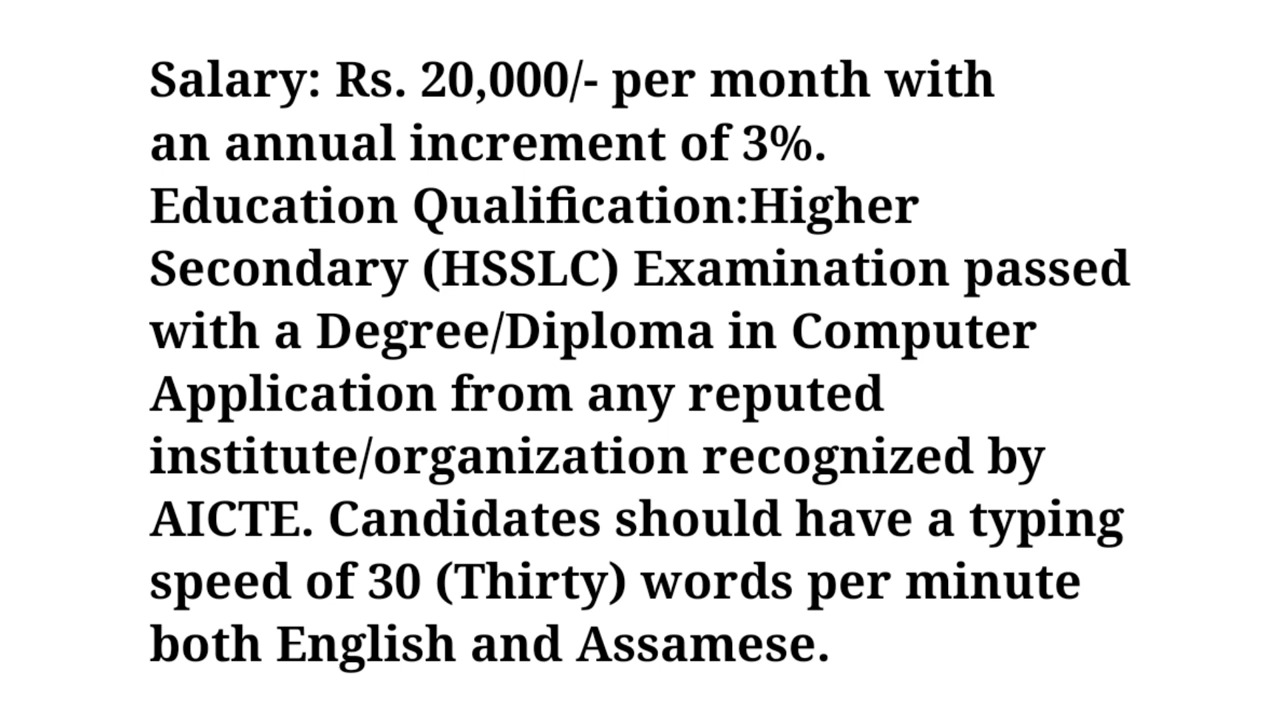 Salary: Rs. 20,000/- per month with
an annual increment of 3%.
Education Qualification:Higher
Secondary (HSSLC) Examination passed
with a Degree/Diploma in Computer
Application from any reputed
institute/organization recognized by
AICTE. Candidates should have a typing
speed of 30 (Thirty) words per minute
both English and Assamese.